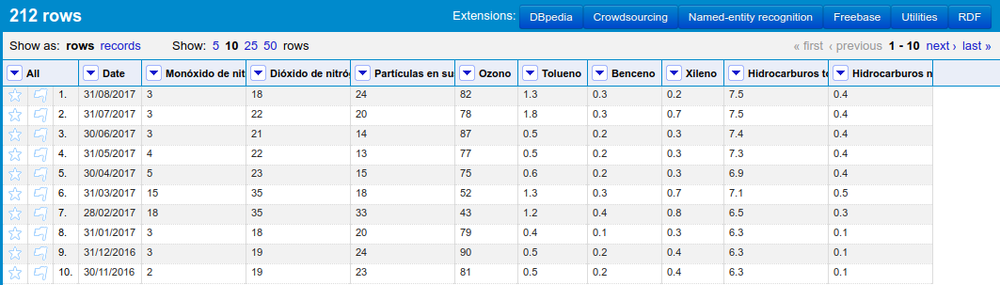 212 rows Extensions: DBpedia Crowdsourcing Named-entity recognition Freebase Utilities RDF
Show as: rows records Show: 5 10 25 50 rows « first ‹ previous 1 - 10 next › last »
All Date Monóxido de nit Dióxido de nitróg Partículas en su Ozono Tolueno Benceno Xileno Hidrocarburos to Hidrocarburos n
1. 31/08/2017 3 18 24 82 1.3 0.3 0.2 7.5 0.4
2. 31/07/2017 3 22 20 78 1.8 0.3 0.7 7.5 0.4
3. 30/06/2017 3 21 14 87 0.5 0.2 0.3 7.4 0.4
4. 31/05/2017 4 22 13 77 0.5 0.2 0.3 7.3 0.4
5. 30/04/2017 5 23 15 75 0.6 0.2 0.3 6.9 0.4
6. 31/03/2017 15 35 18 52 1.3 0.3 0.7 7.1 0.5
7. 28/02/2017 18 35 33 43 1.2 0.4 0.8 6.5 0.3
8. 31/01/2017 3 18 20 79 0.4 0.1 0.3 6.3 0.1
9. 31/12/2016 3 19 24 90 0.5 0.2 0.4 6.3 0.1
10. 30/11/2016 2 19 23 81 0.5 0.2 0.4 6.3 0.1